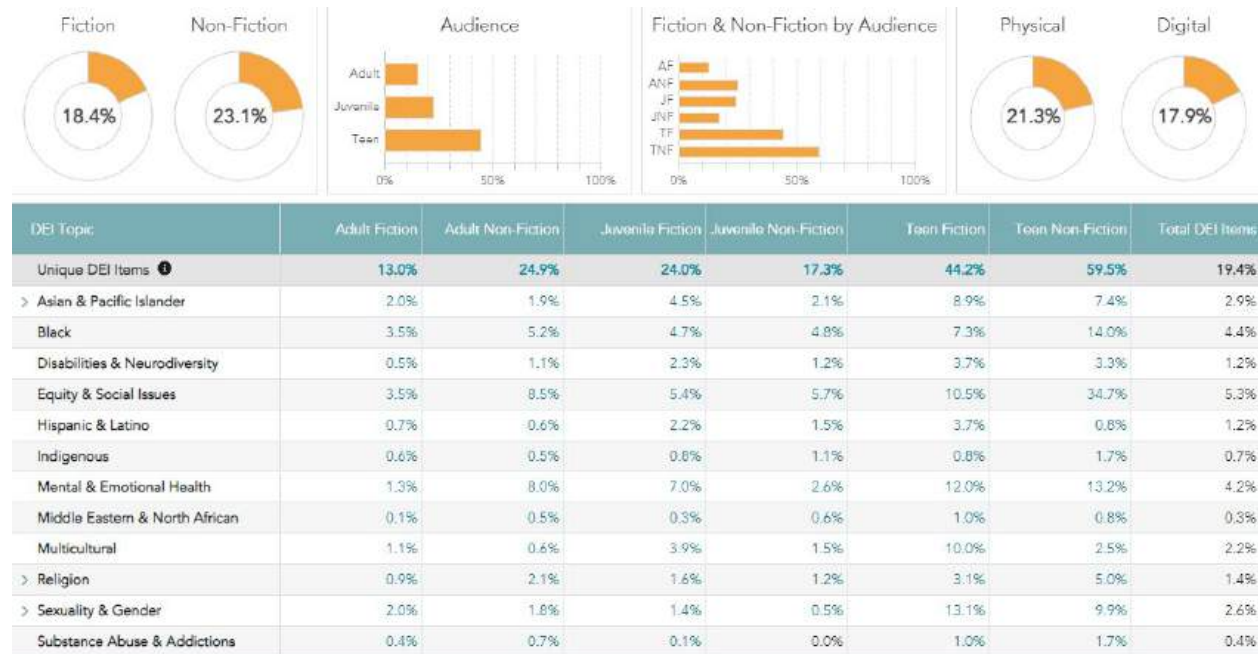 Fiction Non-Fiction Audience Fiction & Non-Fiction by Audience Physical Digital
18.4% 23.1% 21.3% 17.9%
Adult
Juvenile
Teen
0% 50% 100%
AF
ANF
JF
JNF
TF
TNF
0% 50% 100%
DEI Topic Adult Fiction Adult Non-Fiction Juvenile Fiction Juvenile Non-Fiction Teen Fiction Teen Non-Fiction Total DEI Items
Unique DEI Items 13.0% 24.9% 24.0% 17.3% 44.2% 59.5% 19.4%
> Asian & Pacific Islander 2.0% 1.9% 4.5% 2.1% 8.9% 7.4% 2.9%
Black 3.5% 5.2% 4.7% 4.8% 7.3% 14.0% 4.4%
Disabilities & Neurodiversity 0.5% 1.1% 2.3% 1.2% 3.7% 3.3% 1.2%
Equity & Social Issues 3.5% 8.5% 5.4% 5.7% 10.5% 34.7% 5.3%
Hispanic & Latino 0.7% 0.6% 2.2% 1.5% 3.7% 0.8% 1.2%
Indigenous 0.6% 0.5% 0.8% 1.1% 0.8% 1.7% 0.7%
Mental & Emotional Health 1.3% 8.0% 7.0% 2.6% 12.0% 13.2% 4.2%
Middle Eastern & North African 0.1% 0.5% 0.3% 0.6% 1.0% 0.8% 0.3%
Multicultural 1.1% 0.6% 3.9% 1.5% 10.0% 2.5% 2.2%
> Religion 0.9% 2.1% 1.6% 1.2% 3.1% 5.0% 1.4%
> Sexuality & Gender 2.0% 1.8% 1.4% 0.5% 13.1% 9.9% 2.6%
Substance Abuse & Addictions 0.4% 0.7% 0.1% 0.0% 1.0% 1.7% 0.4%